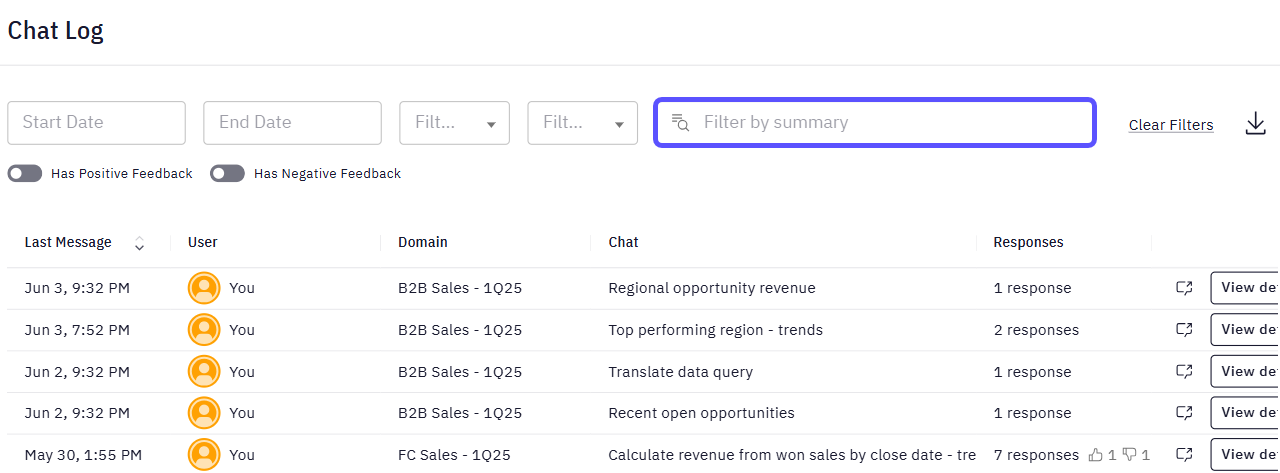 Chat Log
Start Date End Date Filt... Filt... Filter by summary Clear Filters
Has Positive Feedback Has Negative Feedback
Last Message User Domain Chat Responses
Jun 3, 9:32 PM You B2B Sales - 1Q25 Regional opportunity revenue 1 response View det
Jun 3, 7:52 PM You B2B Sales - 1Q25 Top performing region - trends 2 responses View det
Jun 2, 9:32 PM You B2B Sales - 1Q25 Translate data query 1 response View det
Jun 2, 9:32 PM You B2B Sales - 1Q25 Recent open opportunities 1 response View det
May 30, 1:55 PM You FC Sales - 1Q25 Calculate revenue from won sales by close date - tre 7 responses 1 1 View det